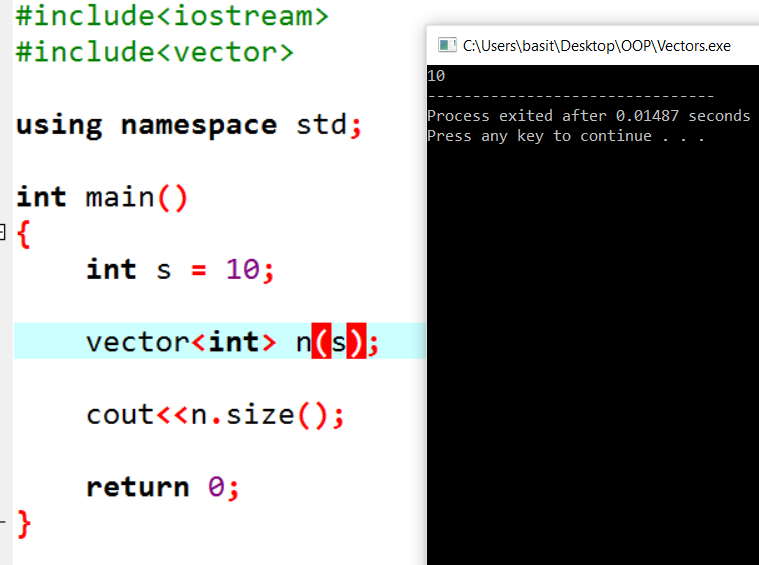 #include<iostream>
#include<vector>
using namespace std;
int main()
{
int s = 10;
vector<int> n(s);
cout<<n.size();
return 0;
}
C:\Users\basit\Desktop\OOP\Vectors.exe
10
--------------------------------
Process exited after 0.01487 seconds
Press any key to continue . . .